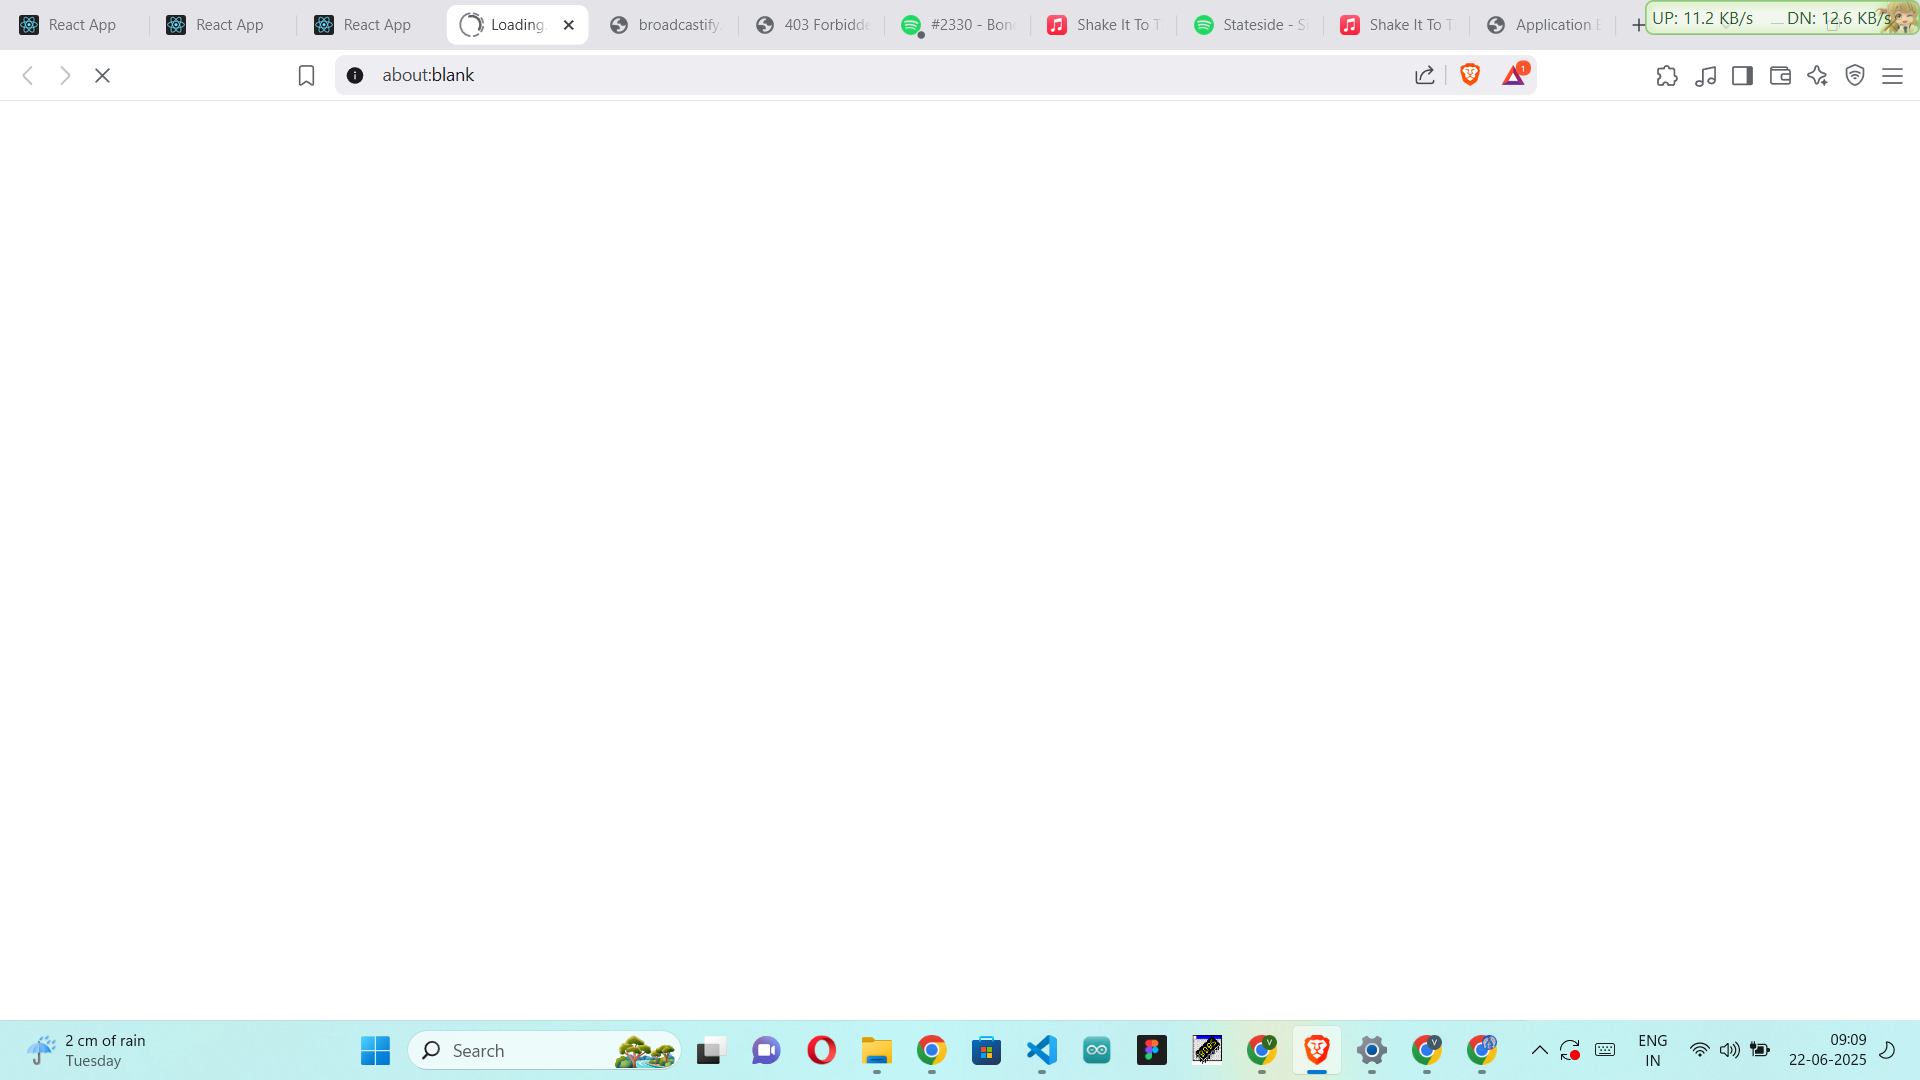 React App
React App
React App
Loading.
broadcastify.
403 Forbidde
#2330 - Bon
Shake It To T
Stateside - S
Shake It To T
Application E
UP: 11.2 KB/s
DN: 12.6 KB/s
about:blank
1
2 cm of rain
Tuesday
Search
V
V
ENG
IN
09:09
22-06-2025